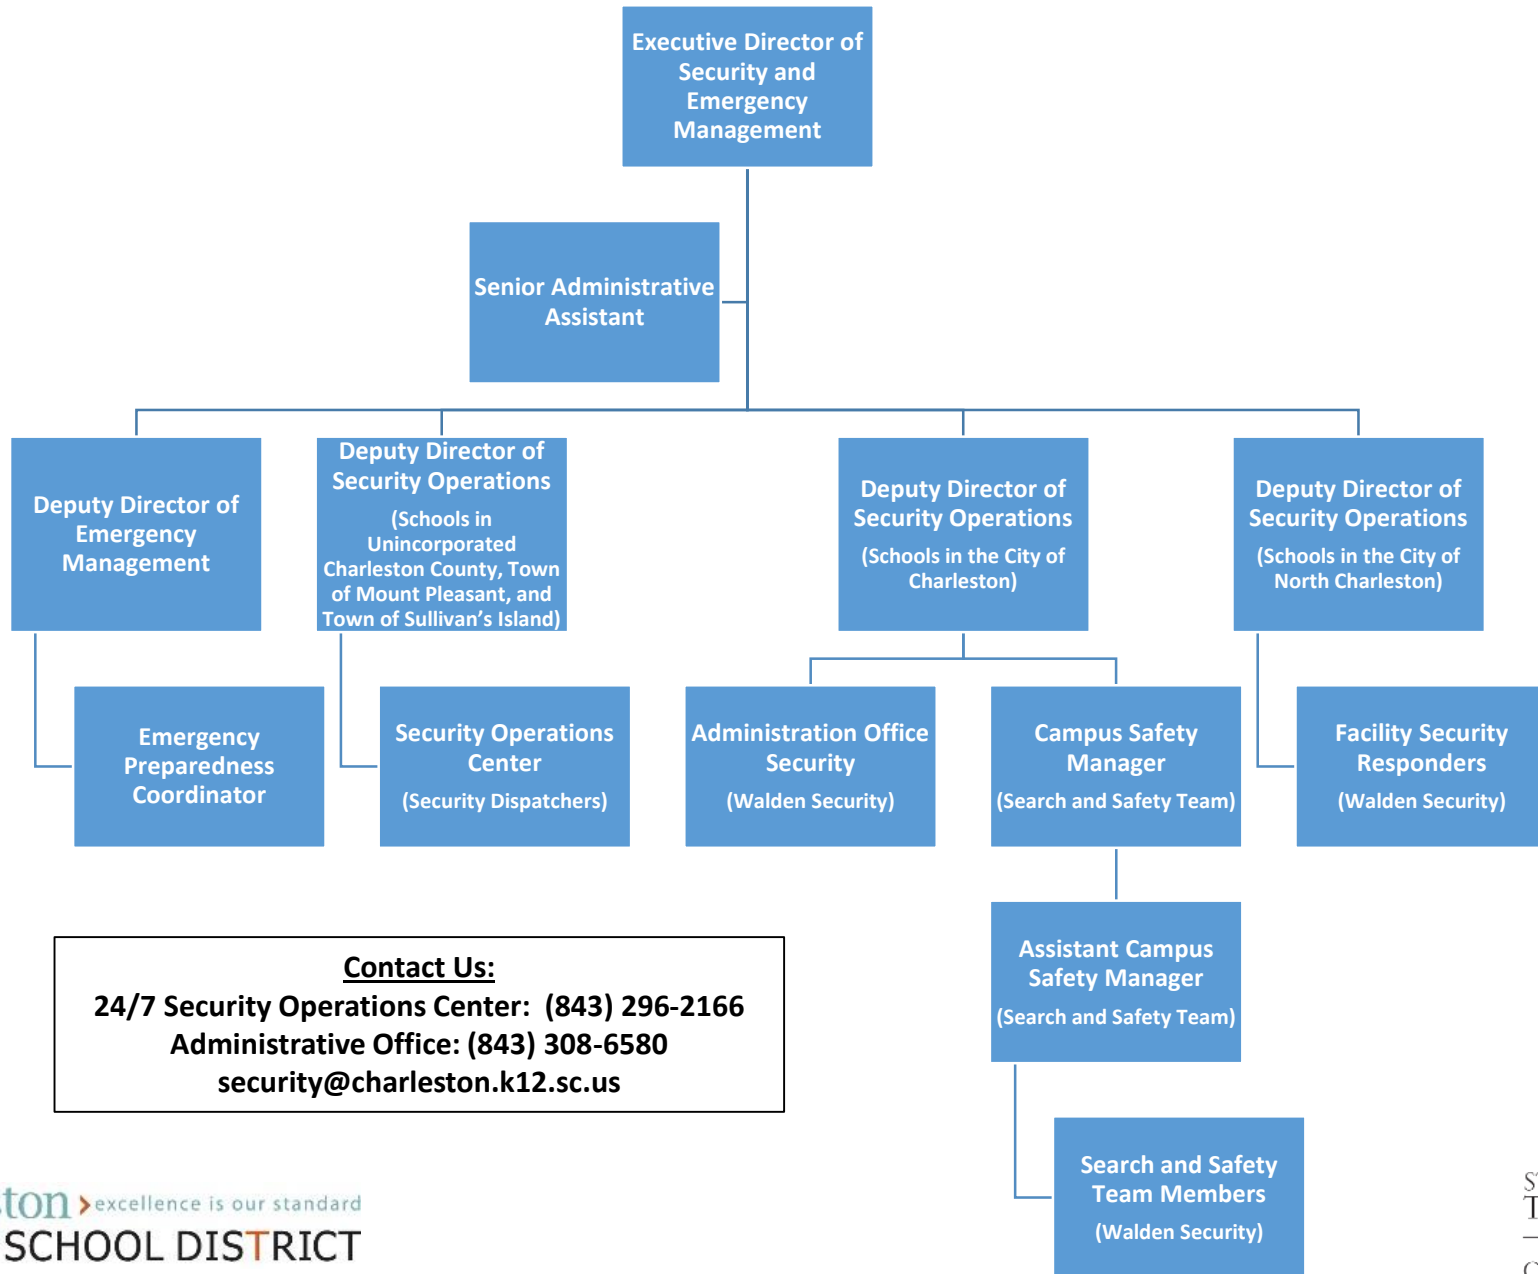 Executive Director of
Security and
Emergency
Management
Senior Administrative
Assistant
Deputy Director of
Emergency
Management
Deputy Director of
Security Operations
(Schools in
Unincorporated
Charleston County, Town
of Mount Pleasant, and
Town of Sullivan’s Island)
Deputy Director of
Security Operations
(Schools in the City of
Charleston)
Deputy Director of
Security Operations
(Schools in the City of
North Charleston)
Emergency
Preparedness
Coordinator
Security Operations
Center
(Security Dispatchers)
Administration Office
Security
(Walden Security)
Campus Safety
Manager
(Search and Safety Team)
Facility Security
Responders
(Walden Security)
Assistant Campus
Safety Manager
(Search and Safety Team)
Search and Safety
Team Members
(Walden Security)
Contact Us:
24/7 Security Operations Center:  (843) 296-2166
Administrative Office: (843) 308-6580
security@charleston.k12.sc.us
excellence is our standard
SCHOOL DISTRICT